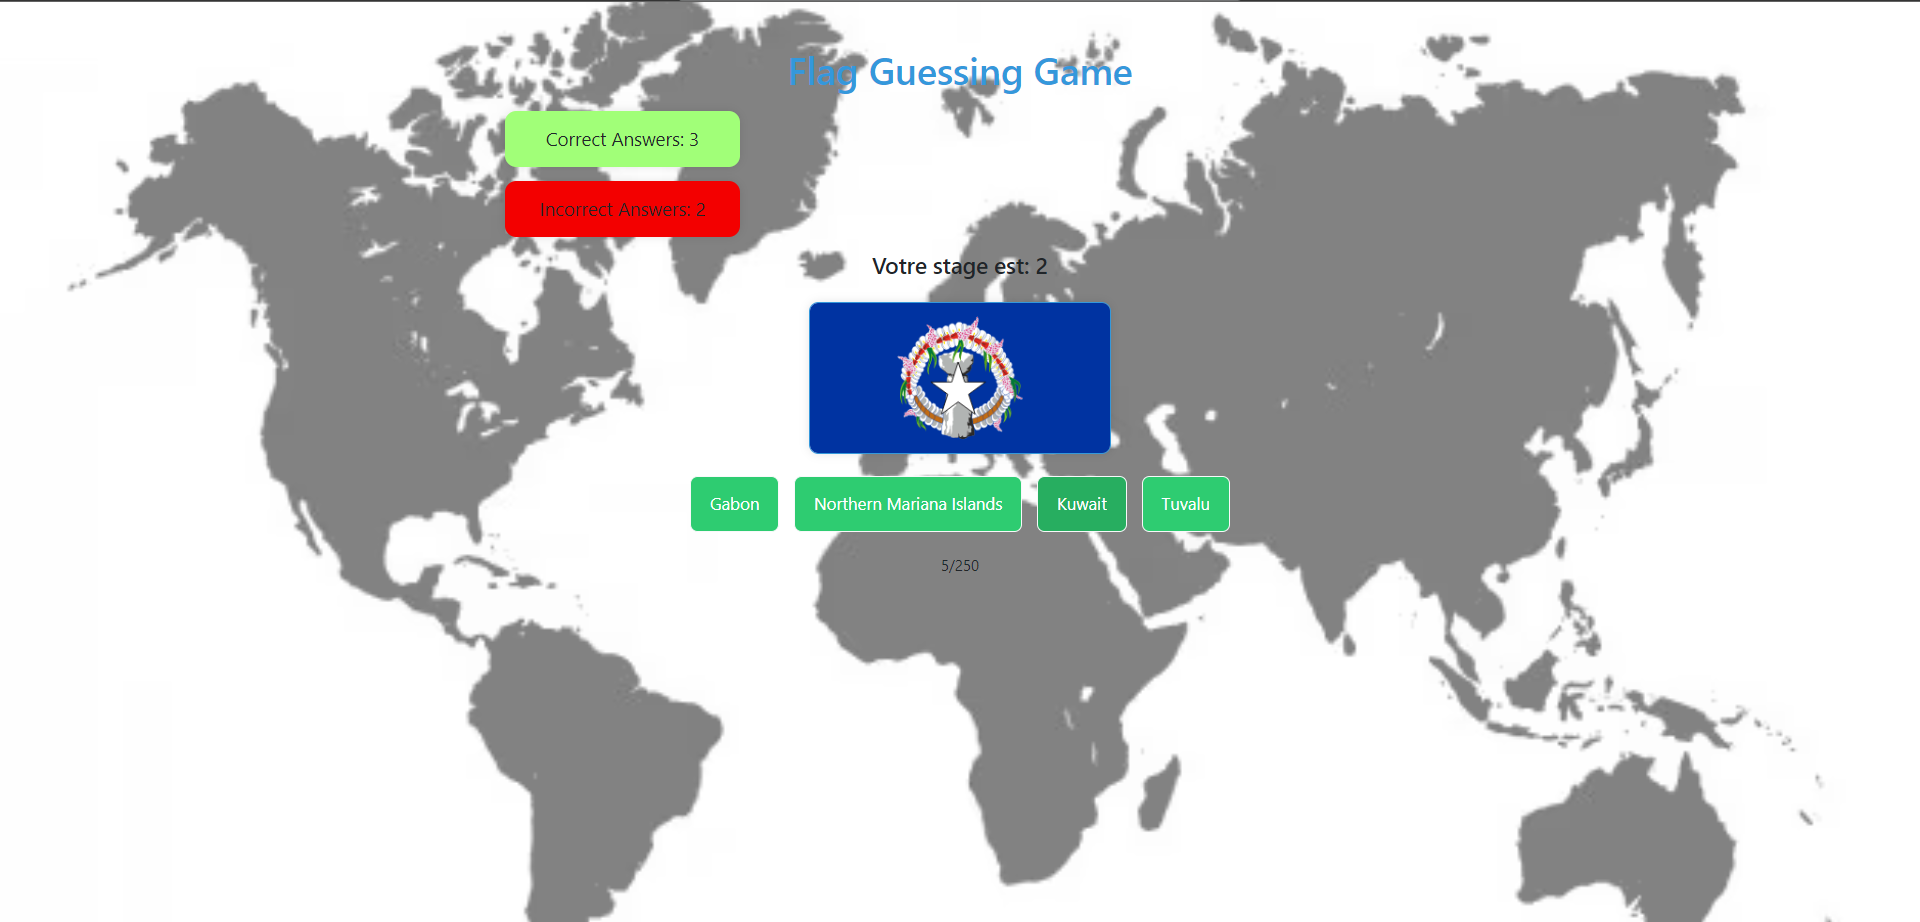 Flag Guessing Game
Correct Answers: 3
Incorrect Answers: 2
Votre stage est: 2
Gabon
Northern Mariana Islands
Kuwait
Tuvalu
5/250